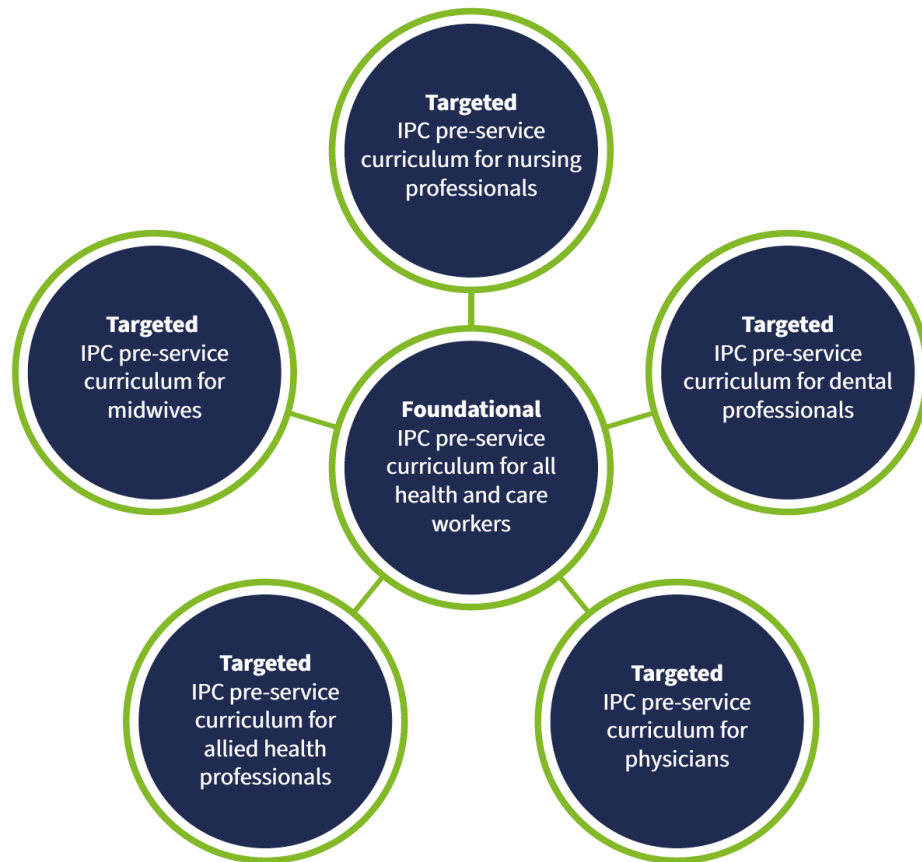 Targeted
IPC pre-service
curriculum for nursing
professionals
Targeted
IPC pre-service
curriculum for
midwives
Targeted
IPC pre-service
curriculum for dental
professionals
Foundational
IPC pre-service
curriculum for all
health and care
workers
Targeted
IPC pre-service
curriculum for
allied health
professionals
Targeted
IPC pre-service
curriculum for
physicians